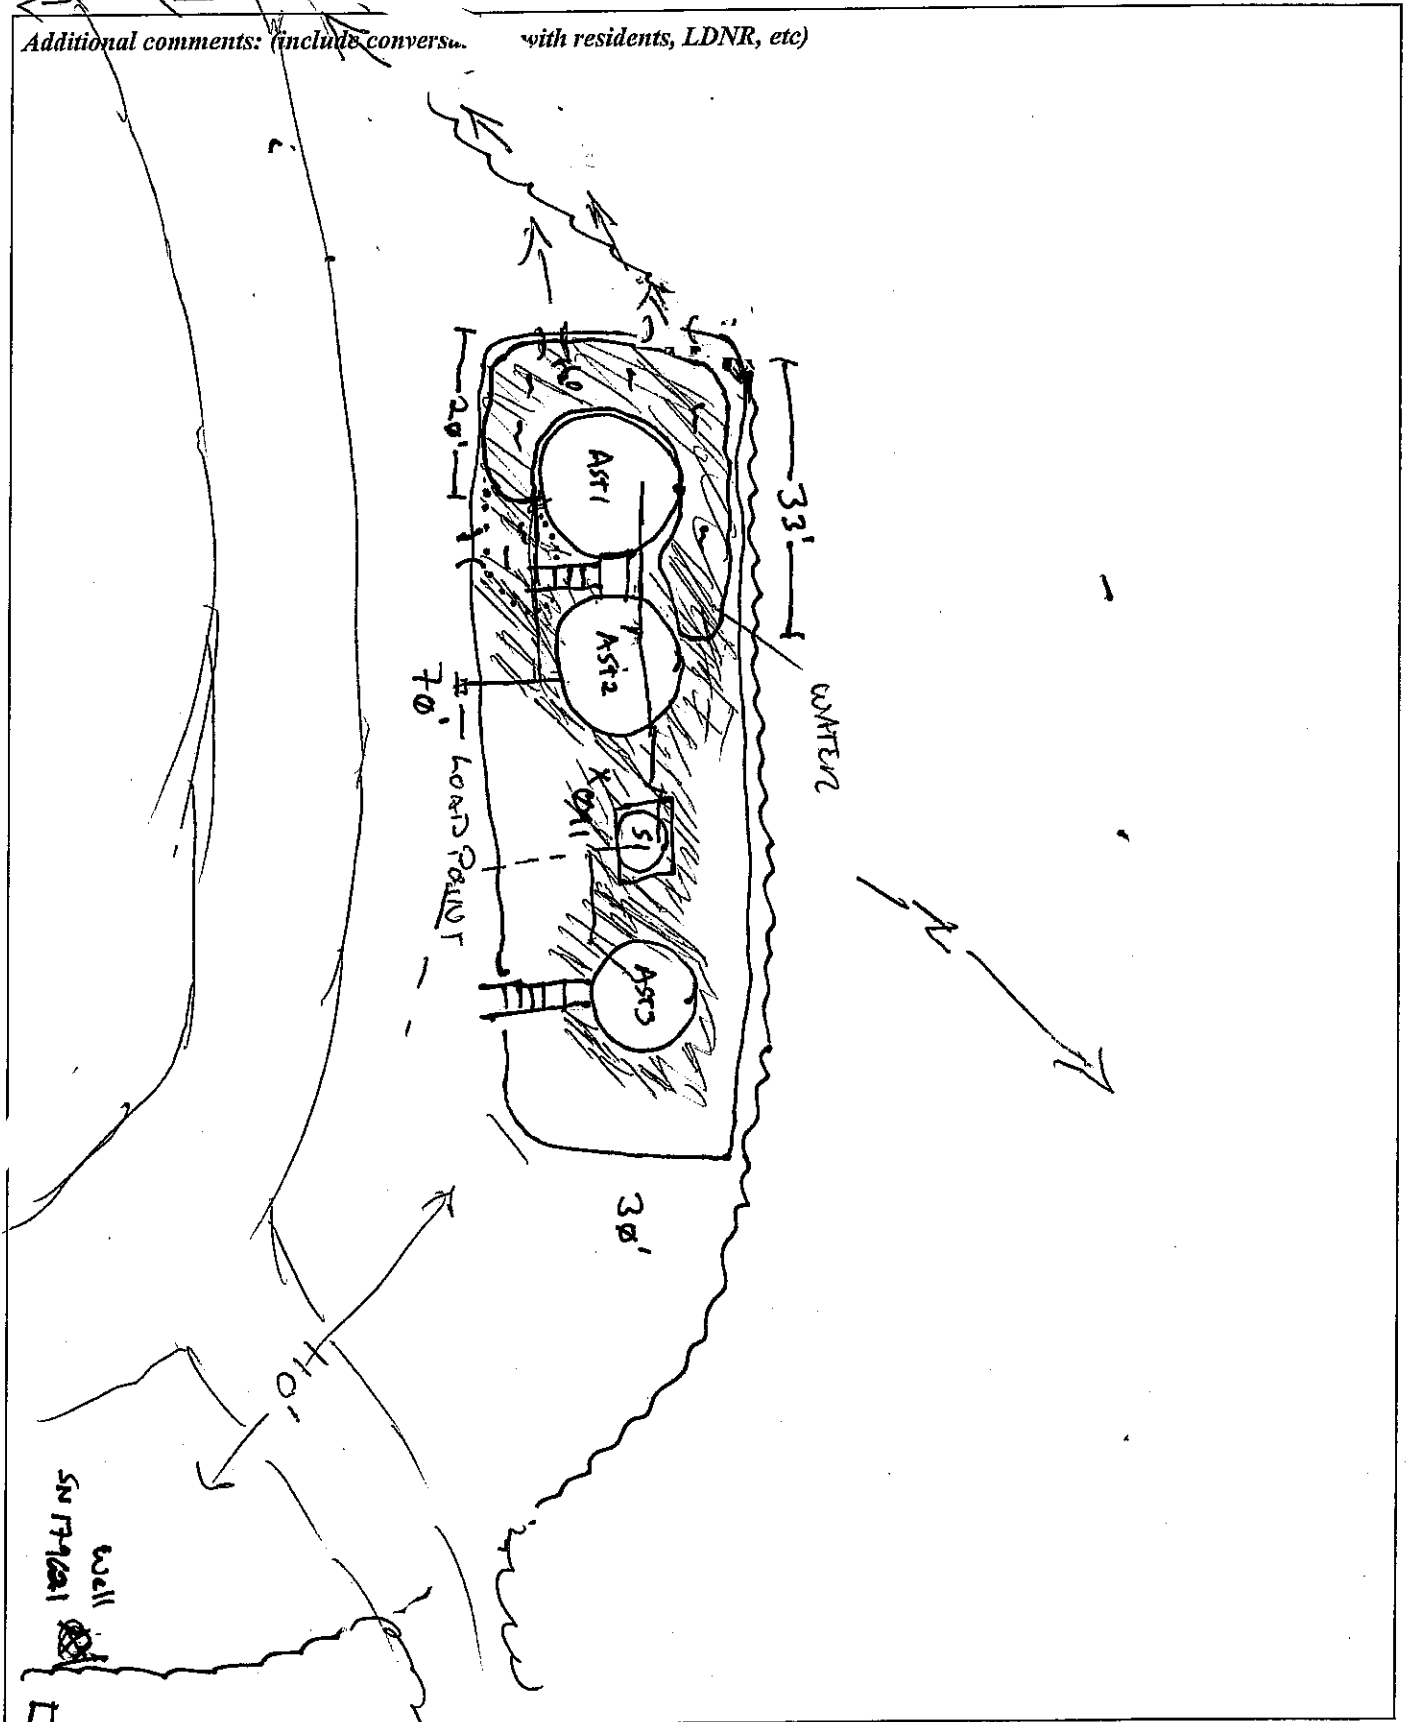 Additional comments: (include conversa. with residents, LDNR, etc)
20'
33'
AST1
AST2
WATER
70'
LOAD POINT
S1
AST3
N
30'
110'
Well
SN 179621